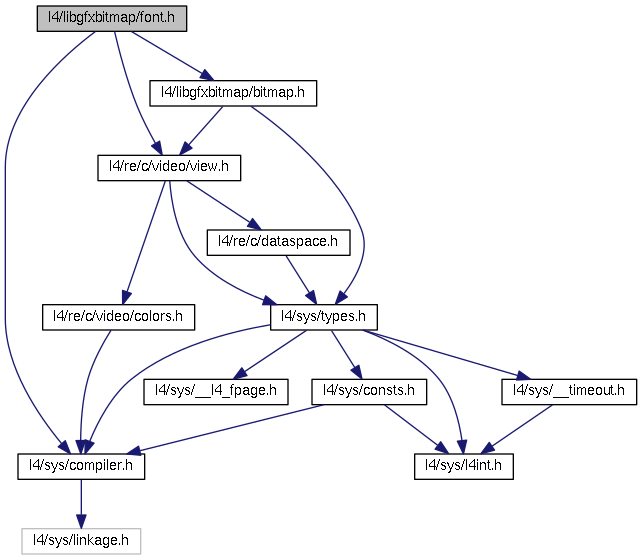 l4/libgfxbitmap/font.h
l4/libgfxbitmap/bitmap.h
l4/re/c/video/view.h
l4/re/c/dataspace.h
l4/re/c/video/colors.h
l4/sys/types.h
l4/sys/__l4_fpage.h
l4/sys/consts.h
l4/sys/__timeout.h
l4/sys/compiler.h
l4/sys/l4int.h
l4/sys/linkage.h